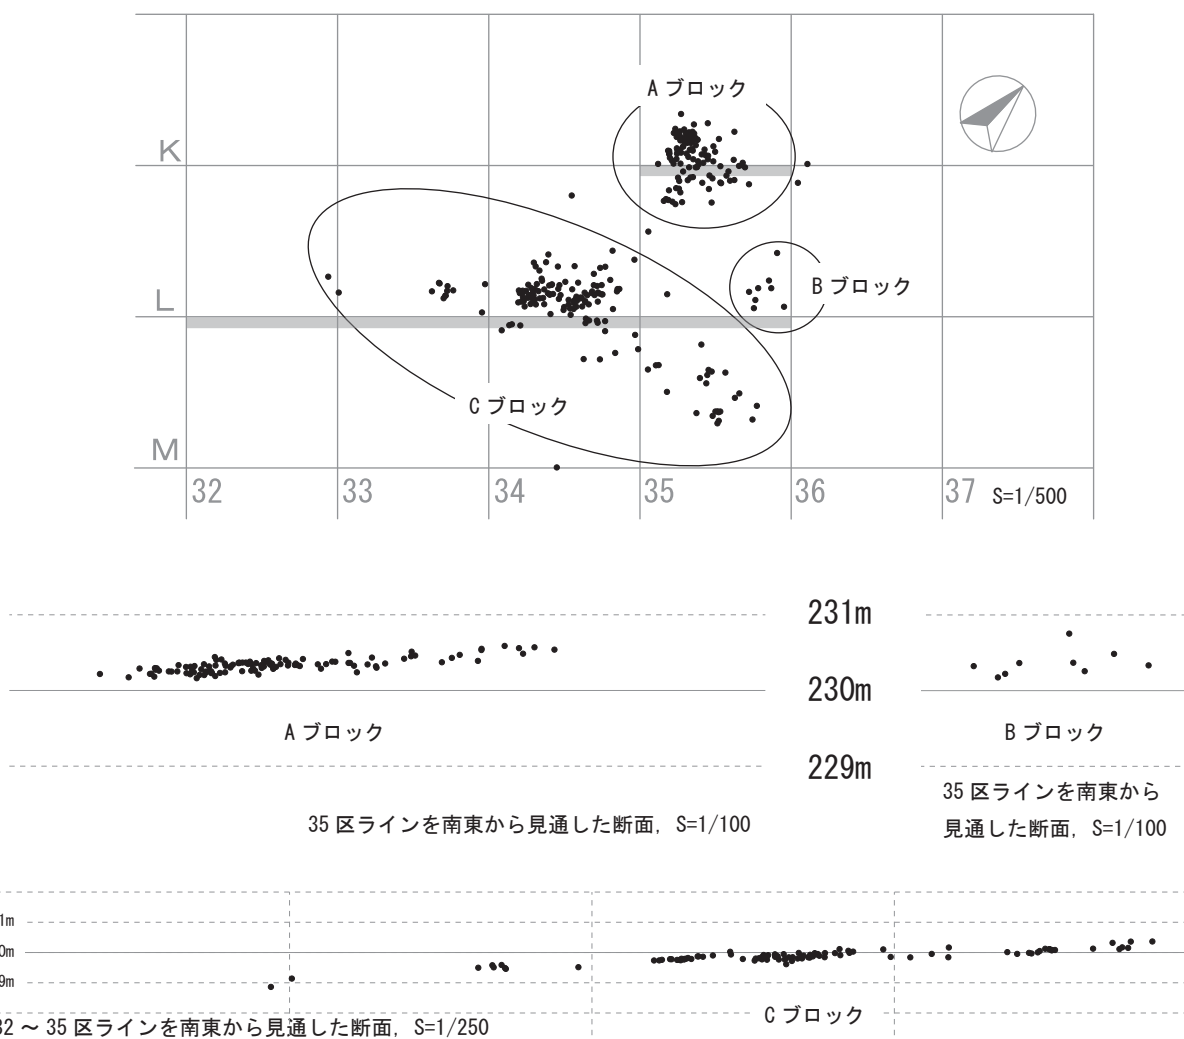 A ブロック
K
B ブロック
L
C ブロック
M
32
33
34
35
36
37
S=1/500
231m
230m
A ブロック
B ブロック
229m
35 区ラインを南東から
見通した断面, S=1/100
35 区ラインを南東から見通した断面, S=1/100
1m
0m
9m
C ブロック
32 ～ 35 区ラインを南東から見通した断面, S=1/250